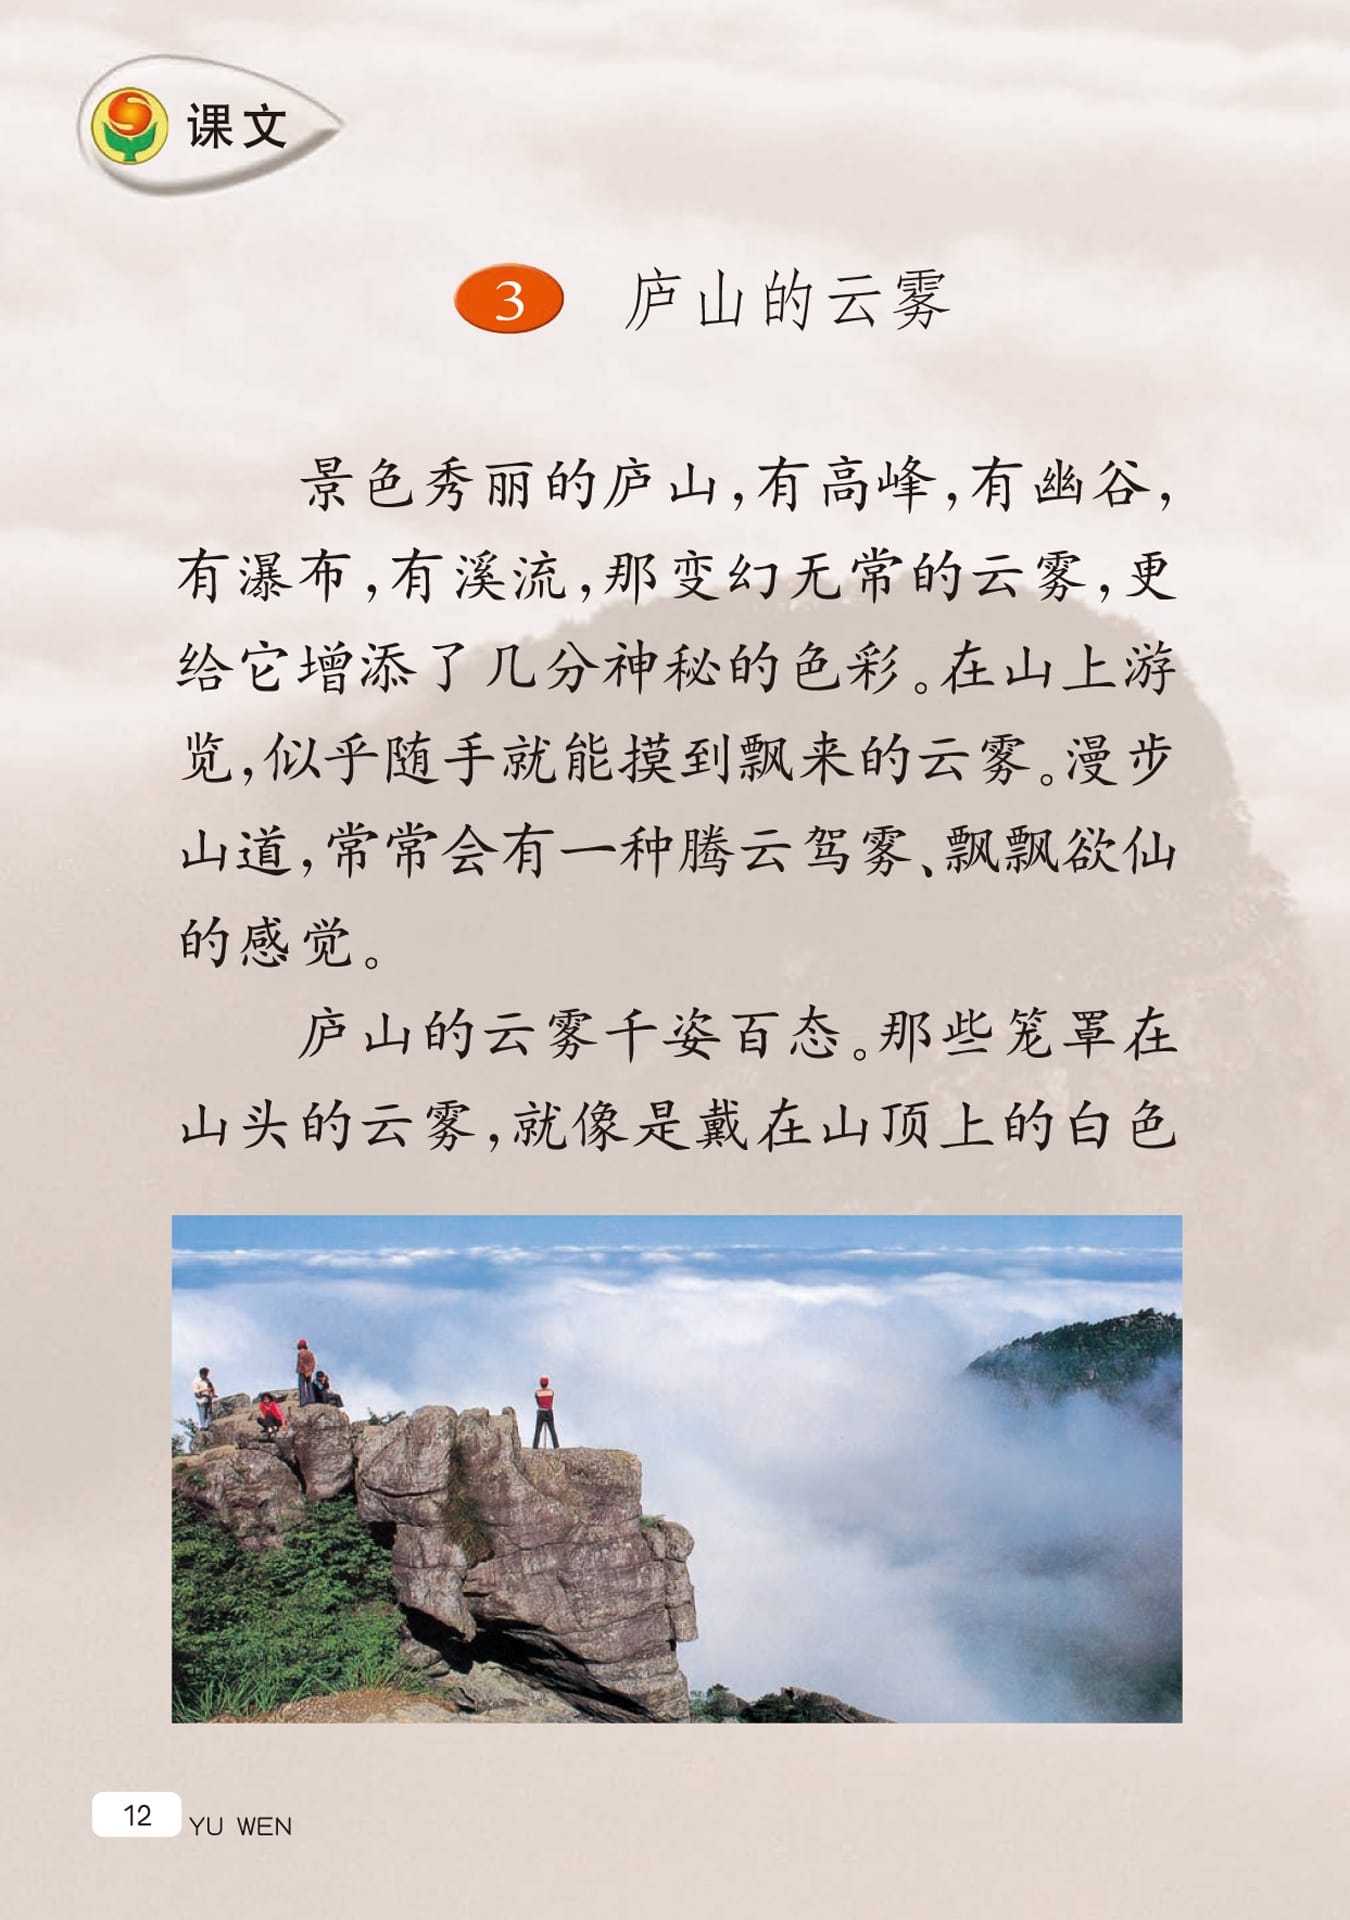 课文
3 庐山的云雾
景色秀丽的庐山，有高峰，有幽谷，
有瀑布，有溪流，那变幻无常的云雾，更
给它增添了几分神秘的色彩。在山上游
览，似乎随手就能摸到飘来的云雾。漫步
山道，常常会有一种腾云驾雾、飘飘欲仙
的感觉。
庐山的云雾千姿百态。那些笼罩在
山头的云雾，就像是戴在山顶上的白色
12 YU WEN